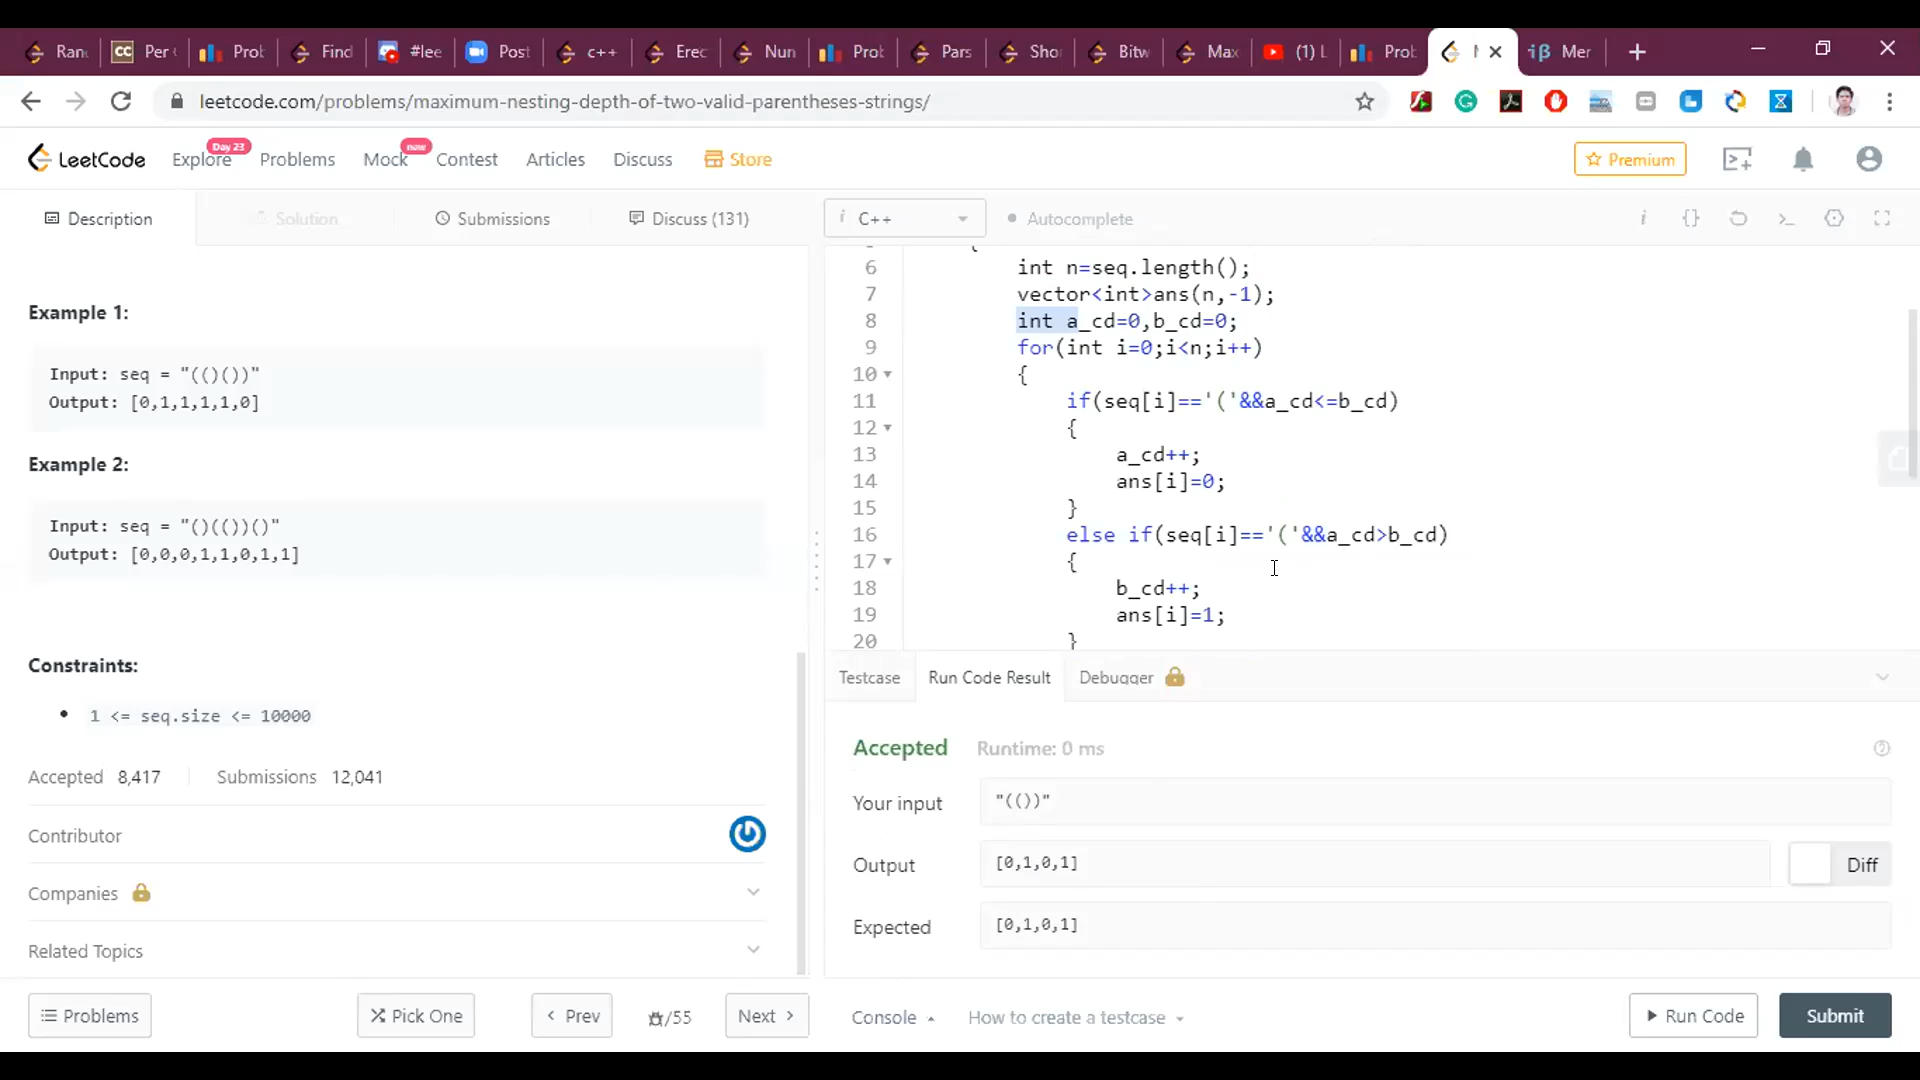 Ran
CC Per
Prob
Find
#lee
Post
c++
Erec
Nun
Prob
Pars
Sho
Bitw
Max
(1) L
Prob
iβ Mer
leetcode.com/problems/maximum-nesting-depth-of-two-valid-parentheses-strings/
LeetCode Explore Day 23 Problems Mock new Contest Articles Discuss Store Premium
Description Solution Submissions Discuss (131)
Example 1:
Input: seq = "(()())"
Output: [0,1,1,1,1,0]
Example 2:
Input: seq = "()(())()"
Output: [0,0,0,1,1,0,1,1]
Constraints:
1 <= seq.size <= 10000
Accepted 8,417 Submissions 12,041
Contributor
Companies
Related Topics
Problems Pick One Prev /55 Next
i C++ Autocomplete
6 int n=seq.length();
7 vector<int>ans(n,-1);
8 int a_cd=0,b_cd=0;
9 for(int i=0;i<n;i++)
10 {
11 if(seq[i]=='('&&a_cd<=b_cd)
12 {
13 a_cd++;
14 ans[i]=0;
15 }
16 else if(seq[i]=='('&&a_cd>b_cd)
17 {
18 b_cd++;
19 ans[i]=1;
20 }
Testcase Run Code Result Debugger
Accepted Runtime: 0 ms
Your input "(())"
Output [0,1,0,1] Diff
Expected [0,1,0,1]
Console How to create a testcase Run Code Submit